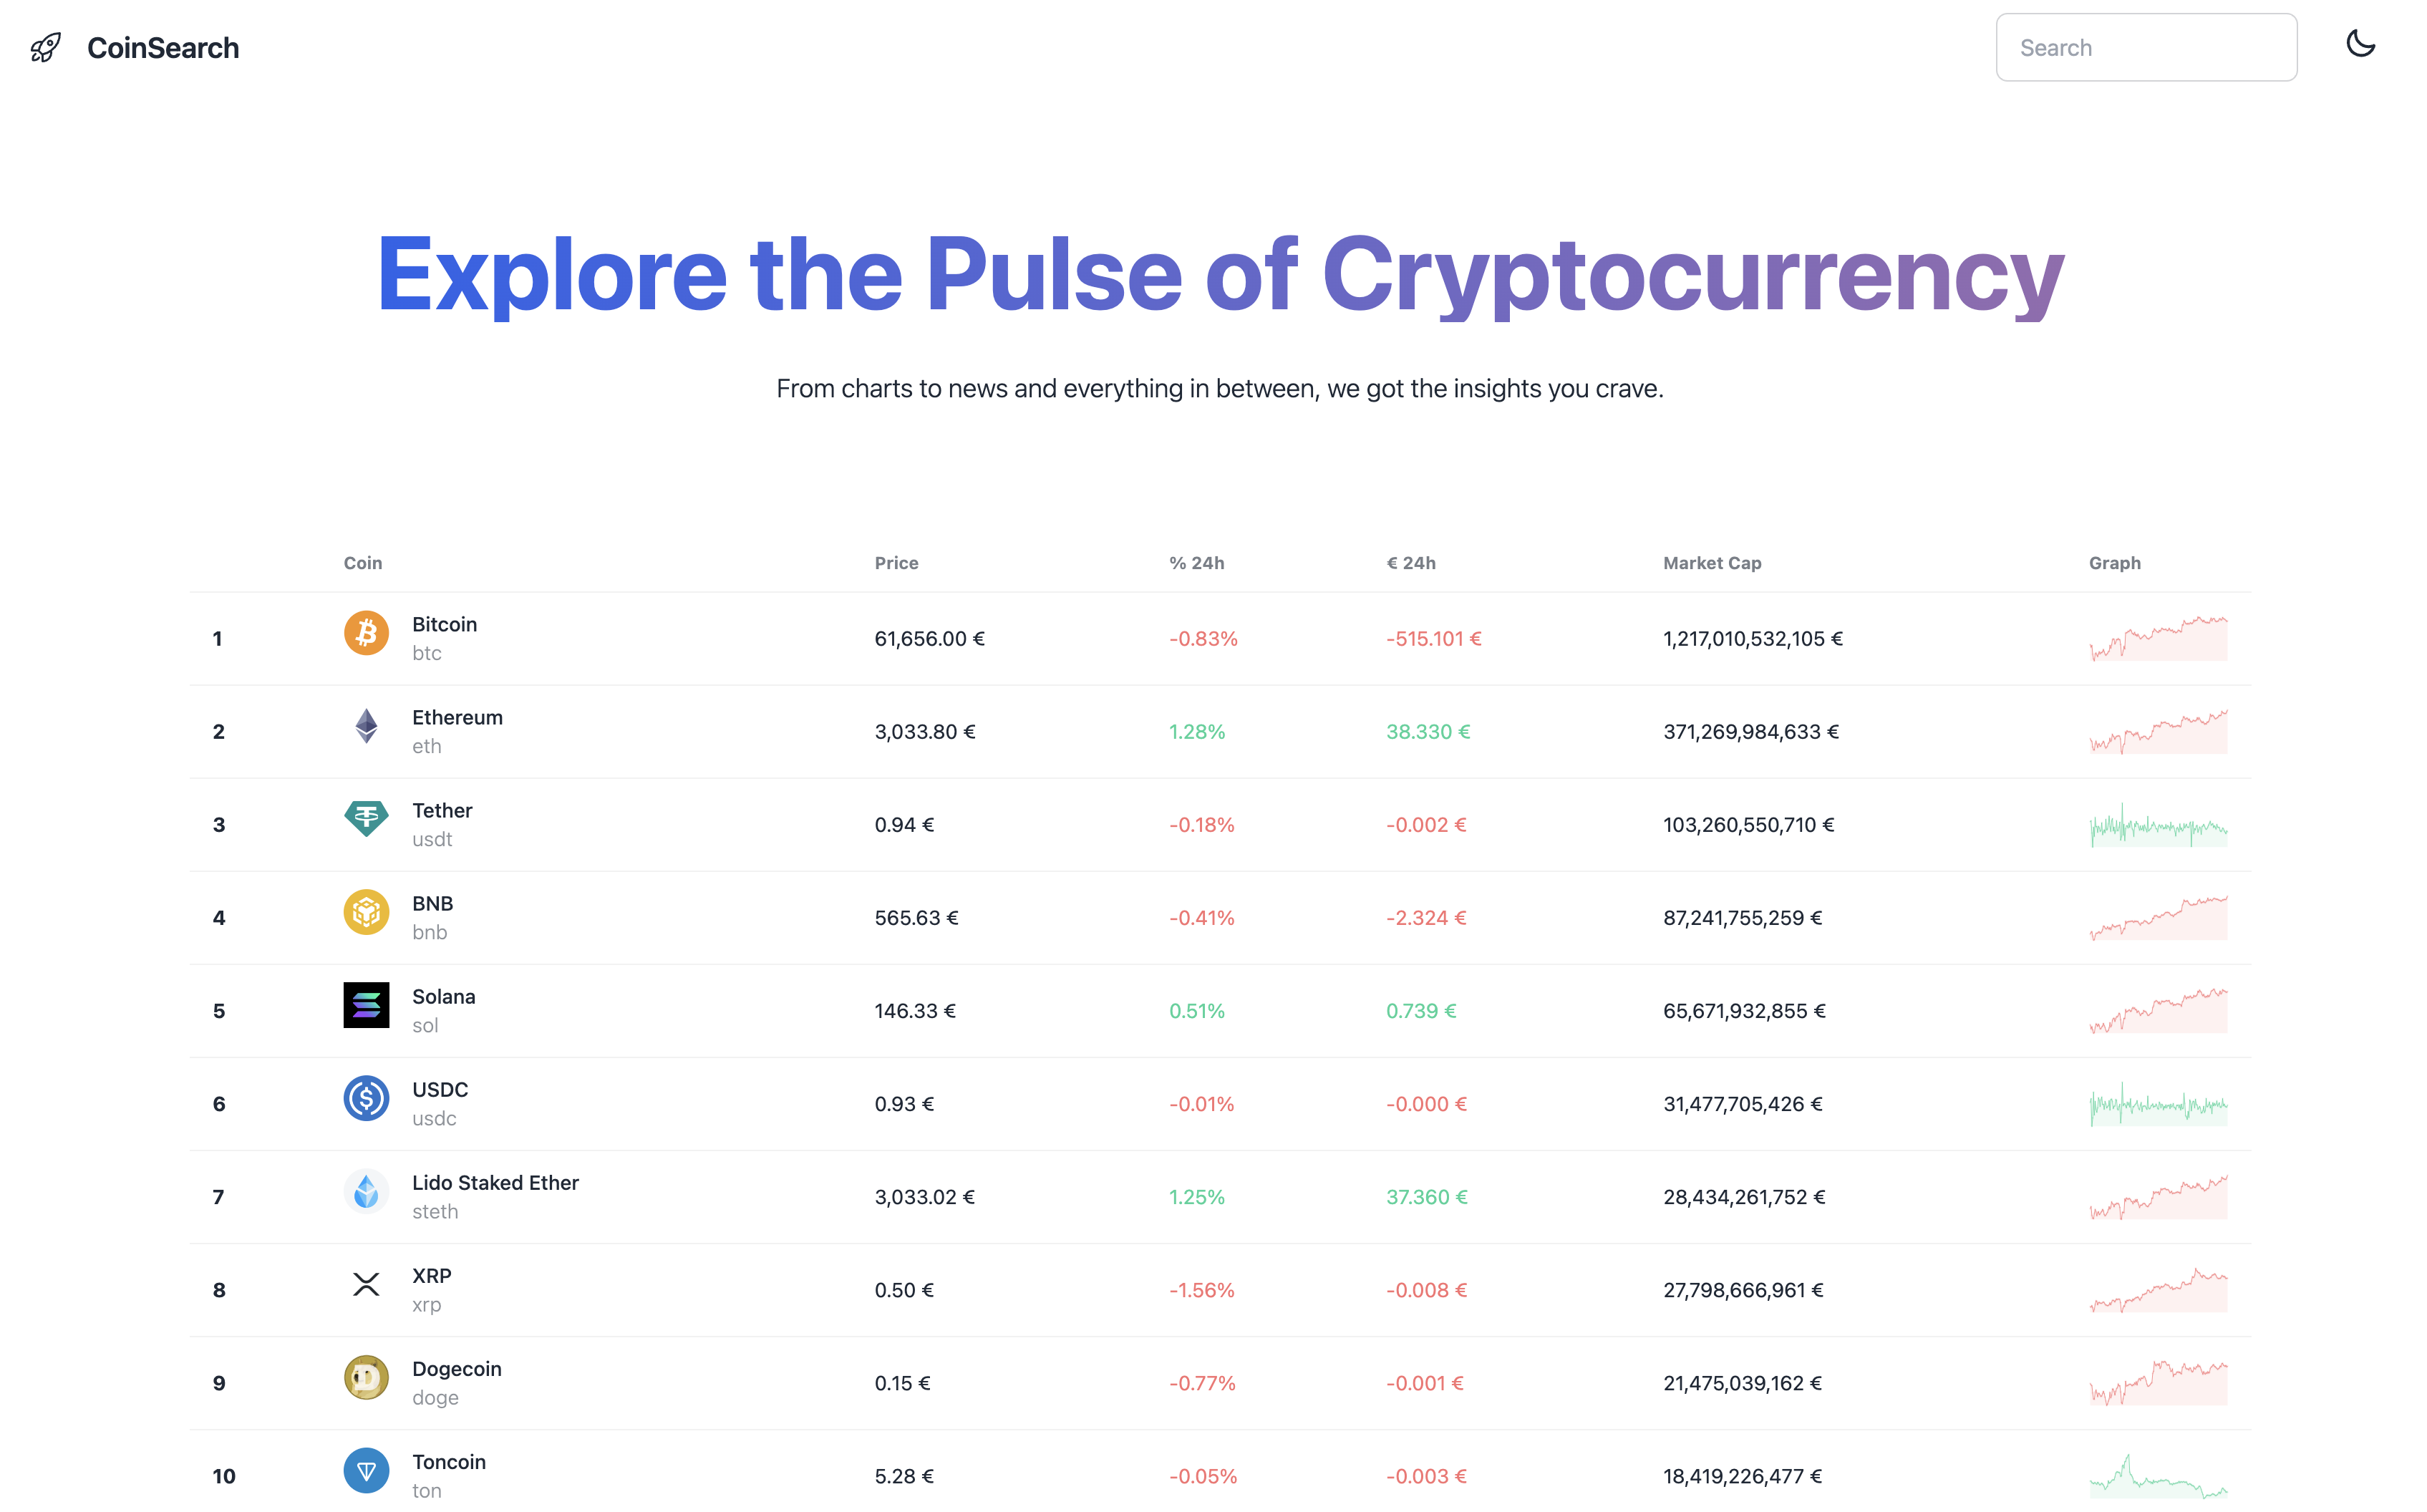 CoinSearch
Search
Explore the Pulse of Cryptocurrency
From charts to news and everything in between, we got the insights you crave.
Coin Price % 24h € 24h Market Cap Graph
1 Bitcoin btc 61,656.00 € -0.83% -515.101 € 1,217,010,532,105 €
2 Ethereum eth 3,033.80 € 1.28% 38.330 € 371,269,984,633 €
3 Tether usdt 0.94 € -0.18% -0.002 € 103,260,550,710 €
4 BNB bnb 565.63 € -0.41% -2.324 € 87,241,755,259 €
5 Solana sol 146.33 € 0.51% 0.739 € 65,671,932,855 €
6 USDC usdc 0.93 € -0.01% -0.000 € 31,477,705,426 €
7 Lido Staked Ether steth 3,033.02 € 1.25% 37.360 € 28,434,261,752 €
8 XRP xrp 0.50 € -1.56% -0.008 € 27,798,666,961 €
9 Dogecoin doge 0.15 € -0.77% -0.001 € 21,475,039,162 €
10 Toncoin ton 5.28 € -0.05% -0.003 € 18,419,226,477 €